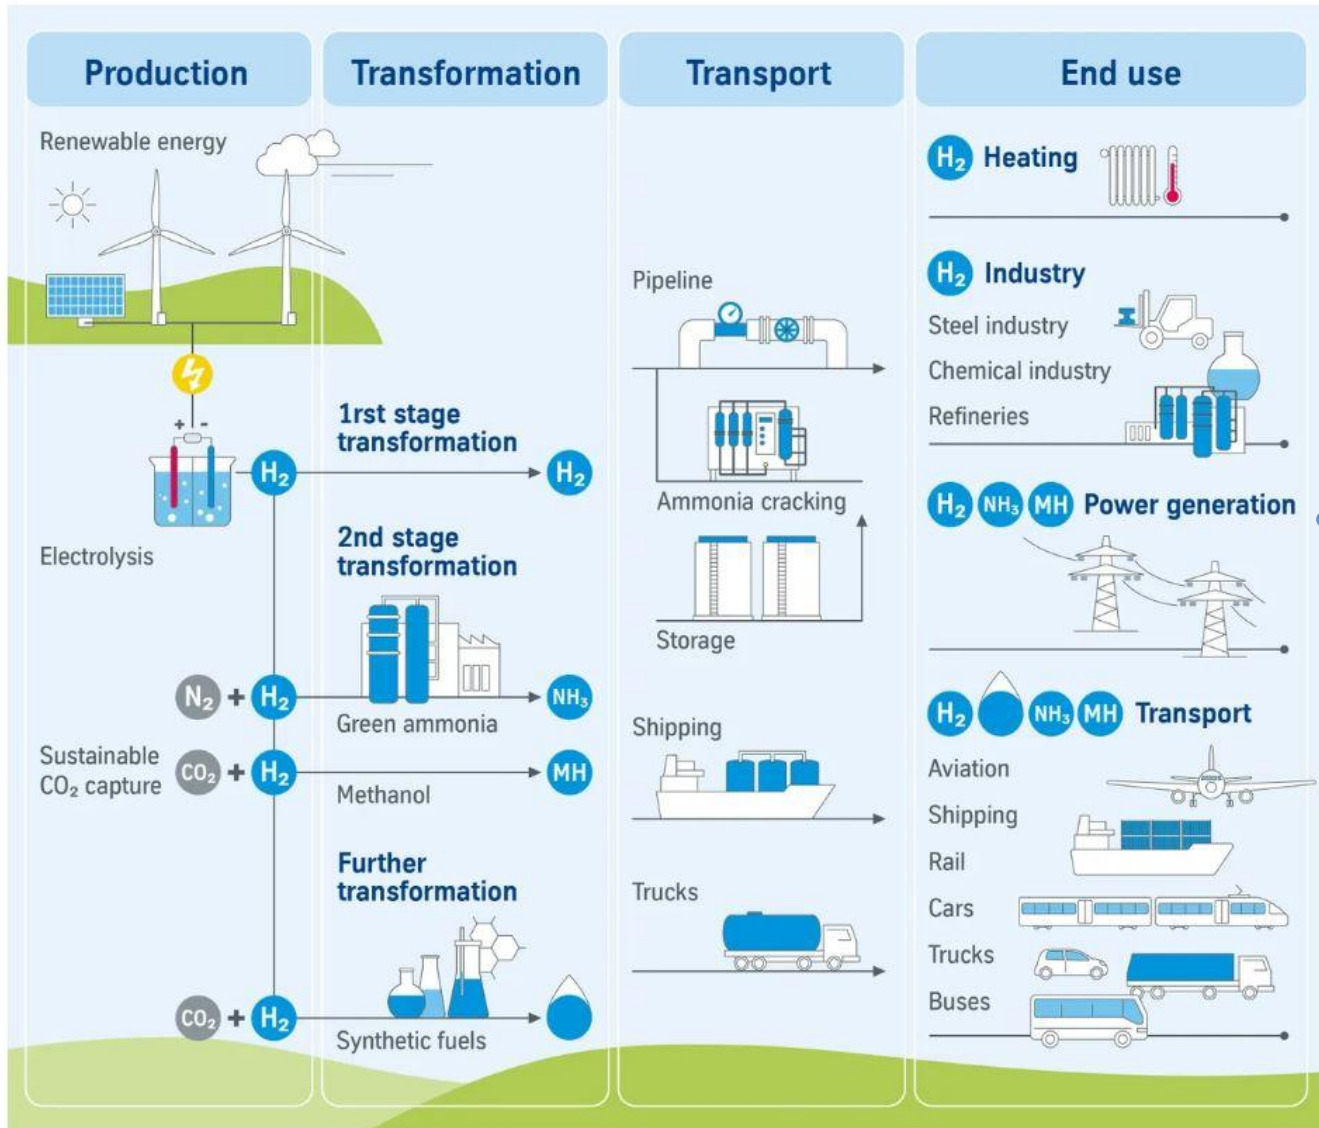 Production
Renewable energy
+ -
H₂
Electrolysis
N₂ + H₂
Sustainable
CO₂ capture
CO₂ + H₂
CO₂ + H₂
Transformation
1rst stage
transformation
H₂
2nd stage
transformation
NH₃
Green ammonia
MH
Methanol
Further
transformation
Synthetic fuels
Transport
Pipeline
Ammonia cracking
Storage
Shipping
Trucks
End use
H₂ Heating
H₂ Industry
Steel industry
Chemical industry
Refineries
H₂ NH₃ MH Power generation
H₂ NH₃ MH Transport
Aviation
Shipping
Rail
Cars
Trucks
Buses